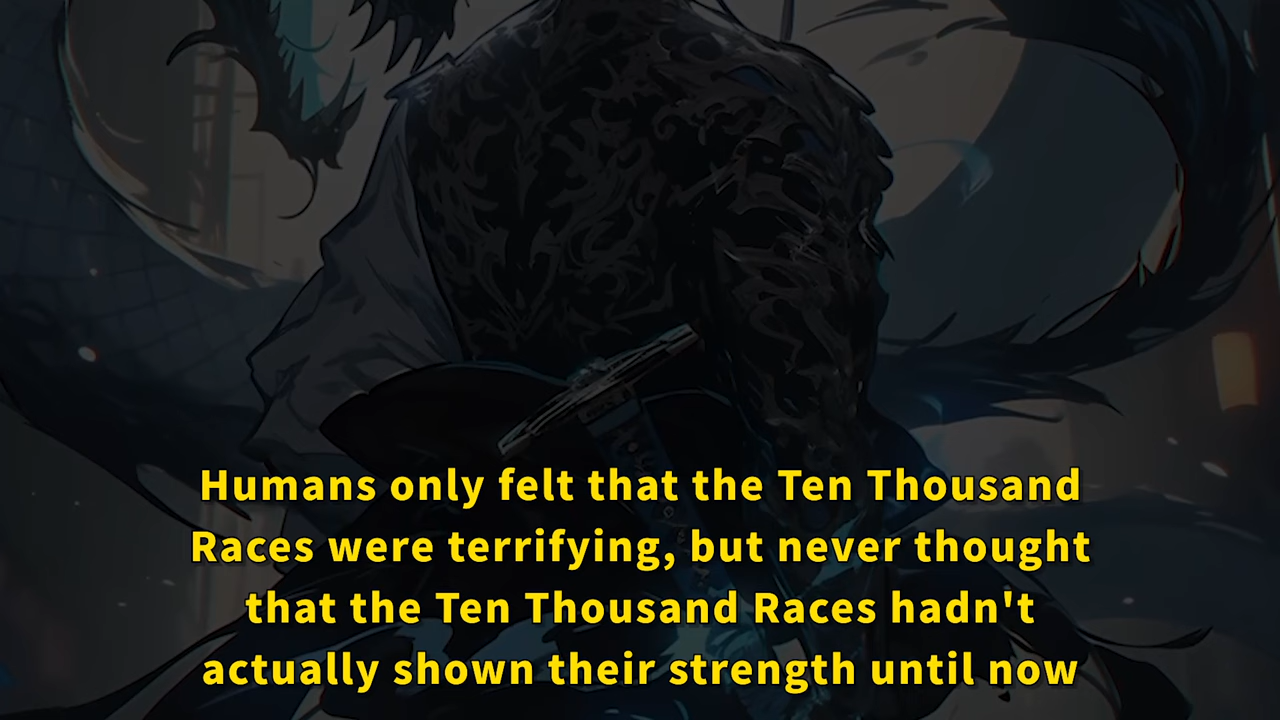 Humans only felt that the Ten Thousand
Races were terrifying, but never thought
that the Ten Thousand Races hadn't
actually shown their strength until now